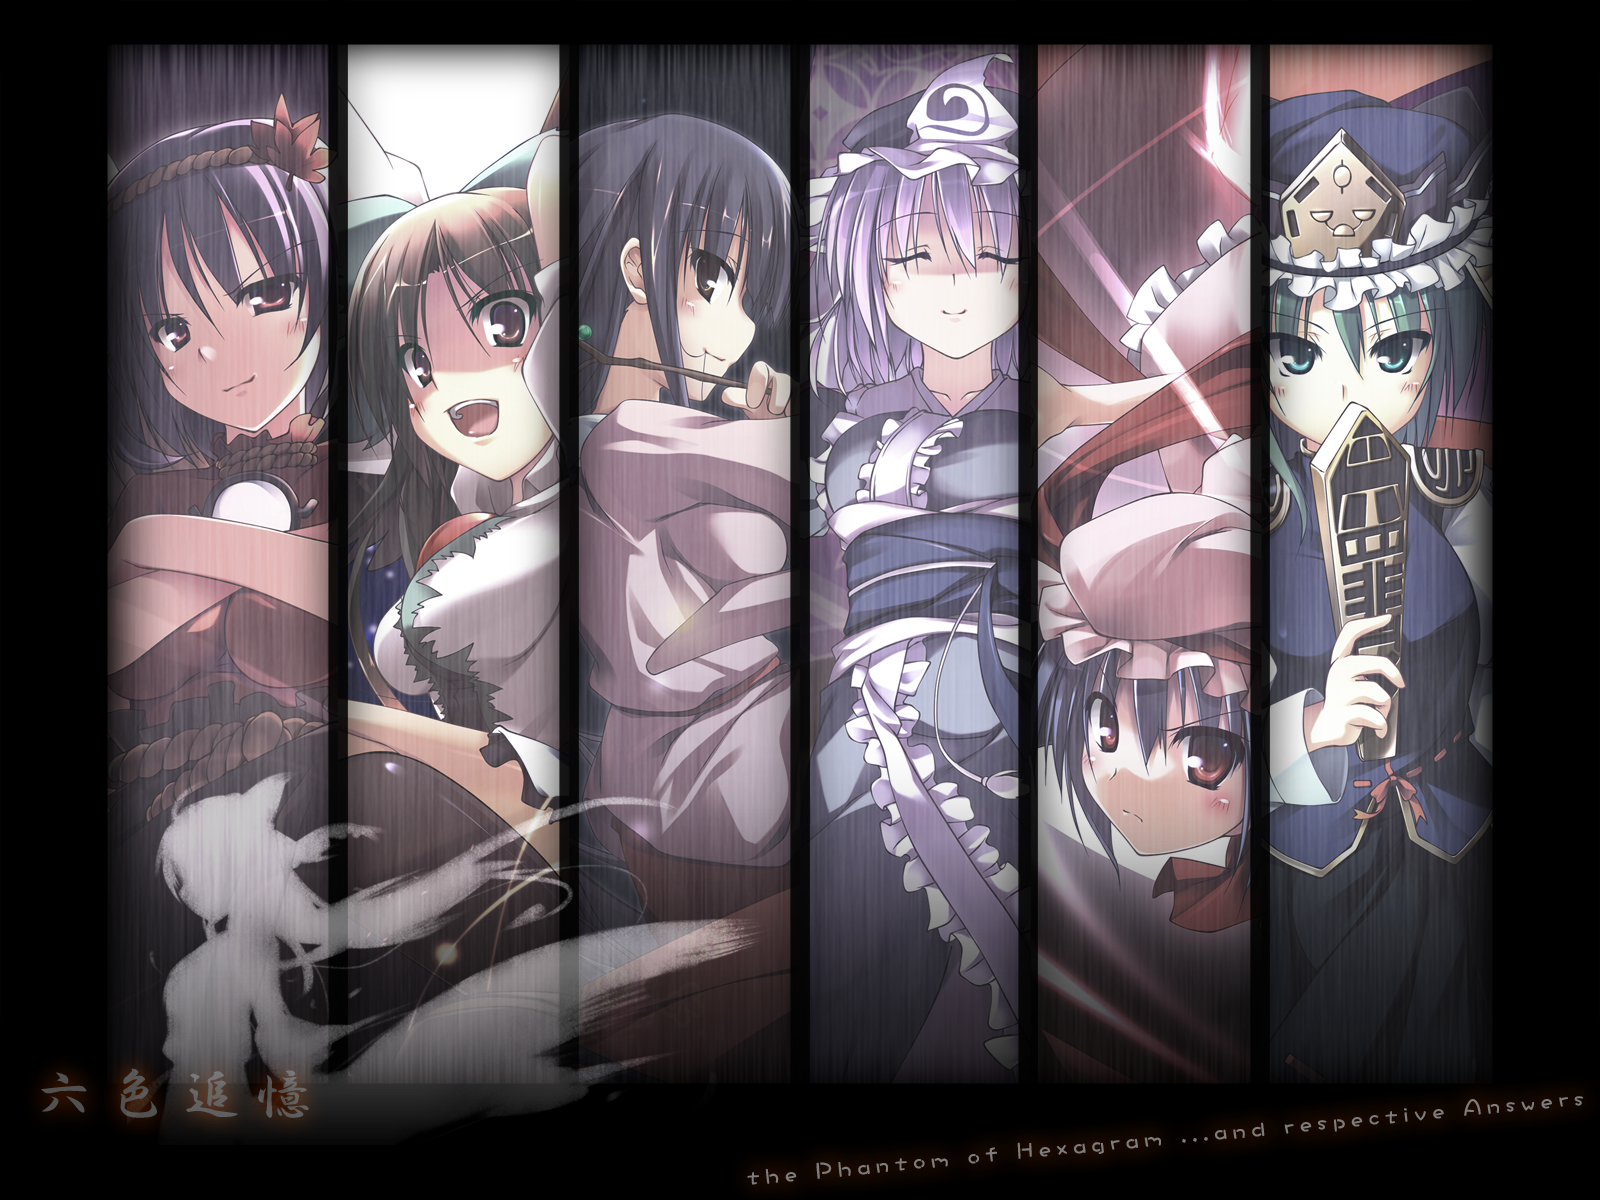 六色追憶
the Phantom of Hexagram ...and respective Answers